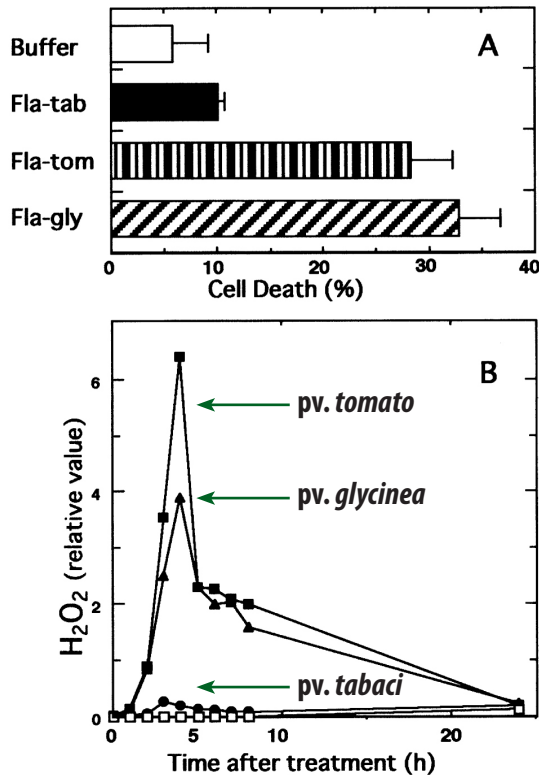 A
Buffer
Fla-tab
Fla-tom
Fla-gly
0 10 20 30 40
Cell Death (%)
B
6
pv. tomato
4
pv. glycinea
2
pv. tabaci
0
H2O2 (relative value)
0 5 10 20
Time after treatment (h)